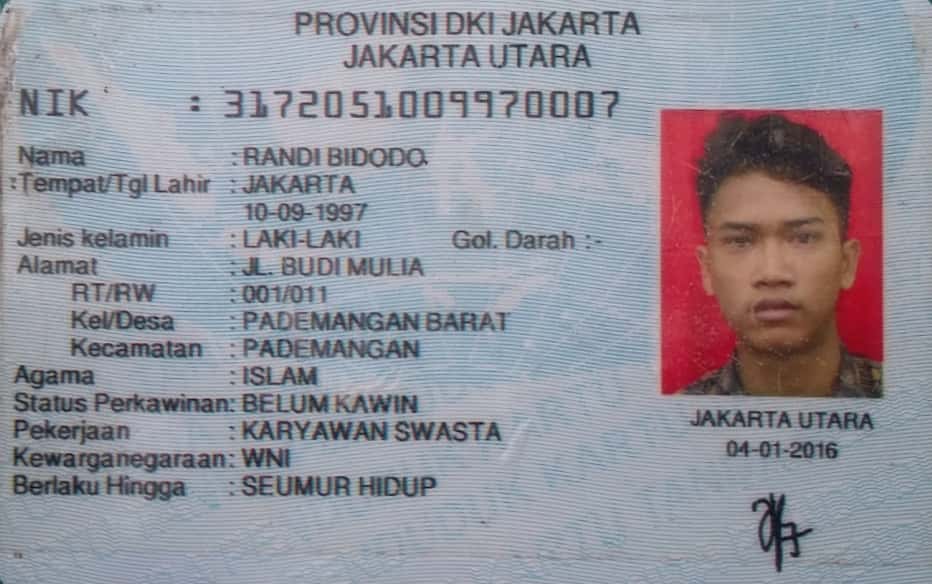 PROVINSI DKI JAKARTA
JAKARTA UTARA
NIK : 3172051009970007
Nama : RANDI BIDODO.
:Tempat/Tgl Lahir : JAKARTA
10-09-1997
Jenis kelamin : LAKI-LAKI Gol. Darah :-
Alamat : JL. BUDI MULIA
RT/RW : 001/011
Kel/Desa : PADEMANGAN BARAT
Kecamatan : PADEMANGAN
Agama : ISLAM
Status Perkawinan: BELUM KAWIN
Pekerjaan : KARYAWAN SWASTA
Kewarganegaraan: WNI
Berlaku Hingga : SEUMUR HIDUP
JAKARTA UTARA
04-01-2016